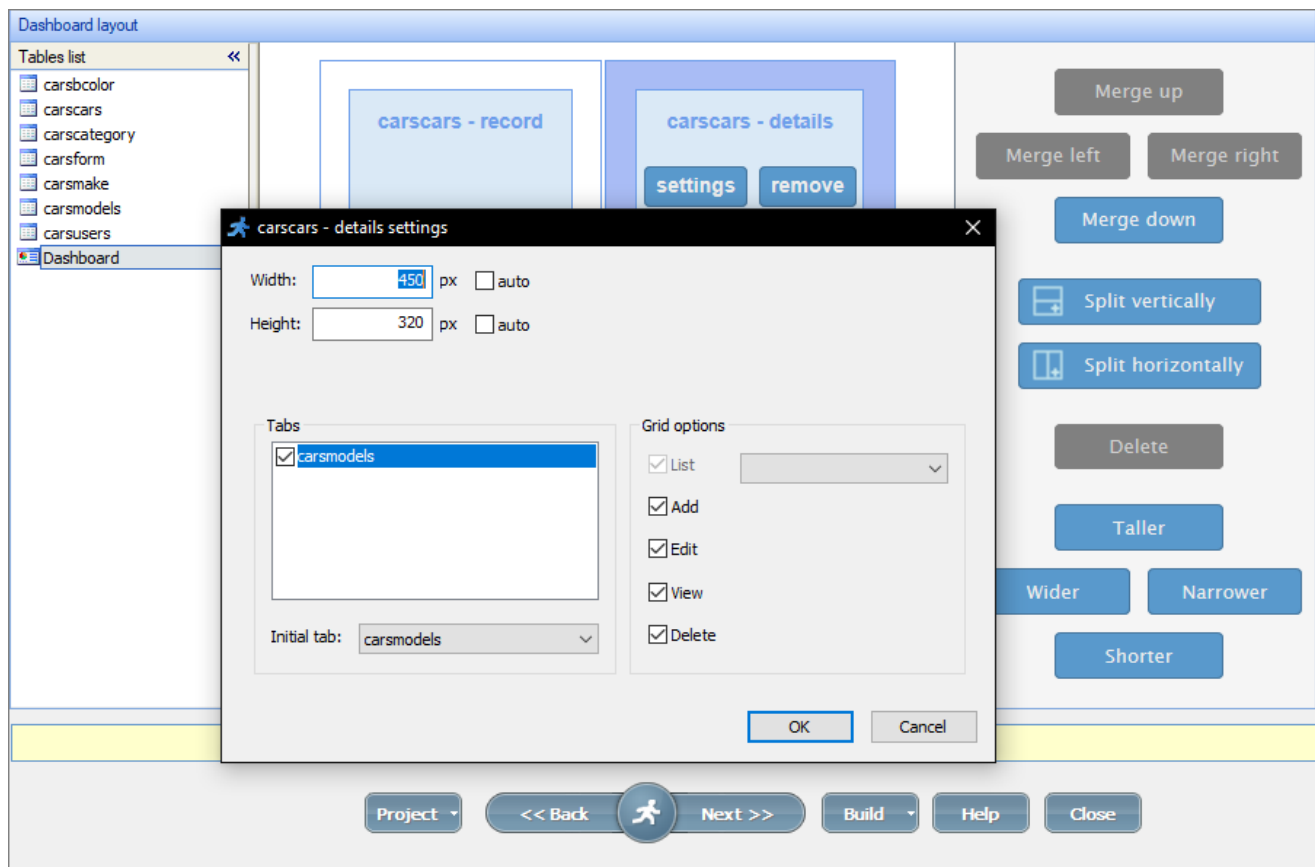 Dashboard layout
Tables list
carsbcolor
carscars
carscategory
carsform
carsmake
carsmodels
carsusers
Dashboard
carscars - record
carscars - details
settings remove
Merge up
Merge left Merge right
Merge down
Split vertically
Split horizontally
Delete
Taller
Wider Narrower
Shorter
carscars - details settings
Width: 450 px auto
Height: 320 px auto
Tabs
carsmodels
Initial tab: carsmodels
Grid options
List
Add
Edit
View
Delete
OK Cancel
Project << Back Next >> Build Help Close